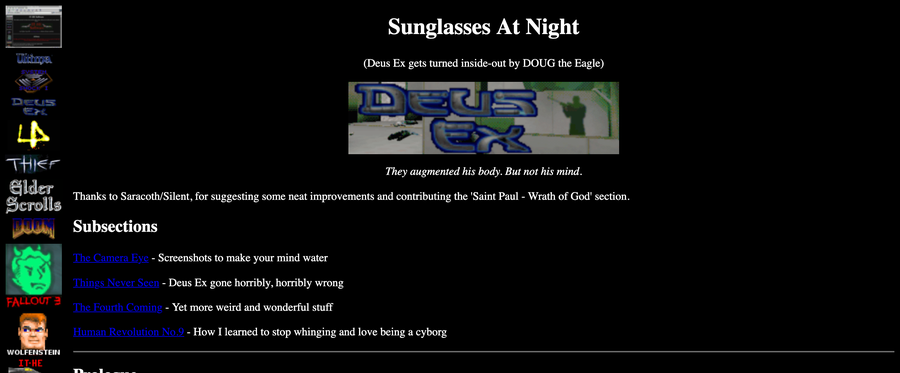 Ultima
DEUS
EX
THIEF
Elder
Scrolls
DOOM
FALLOUT 3
WOLFENSTEIN
IT-HE
Sunglasses At Night
(Deus Ex gets turned inside-out by DOUG the Eagle)
DEUS
EX
They augmented his body. But not his mind.
Thanks to Saracoth/Silent, for suggesting some neat improvements and contributing the 'Saint Paul - Wrath of God' section.
Subsections
The Camera Eye - Screenshots to make your mind water
Things Never Seen - Deus Ex gone horribly, horribly wrong
The Fourth Coming - Yet more weird and wonderful stuff
Human Revolution No.9 - How I learned to stop whinging and love being a cyborg
Prologue